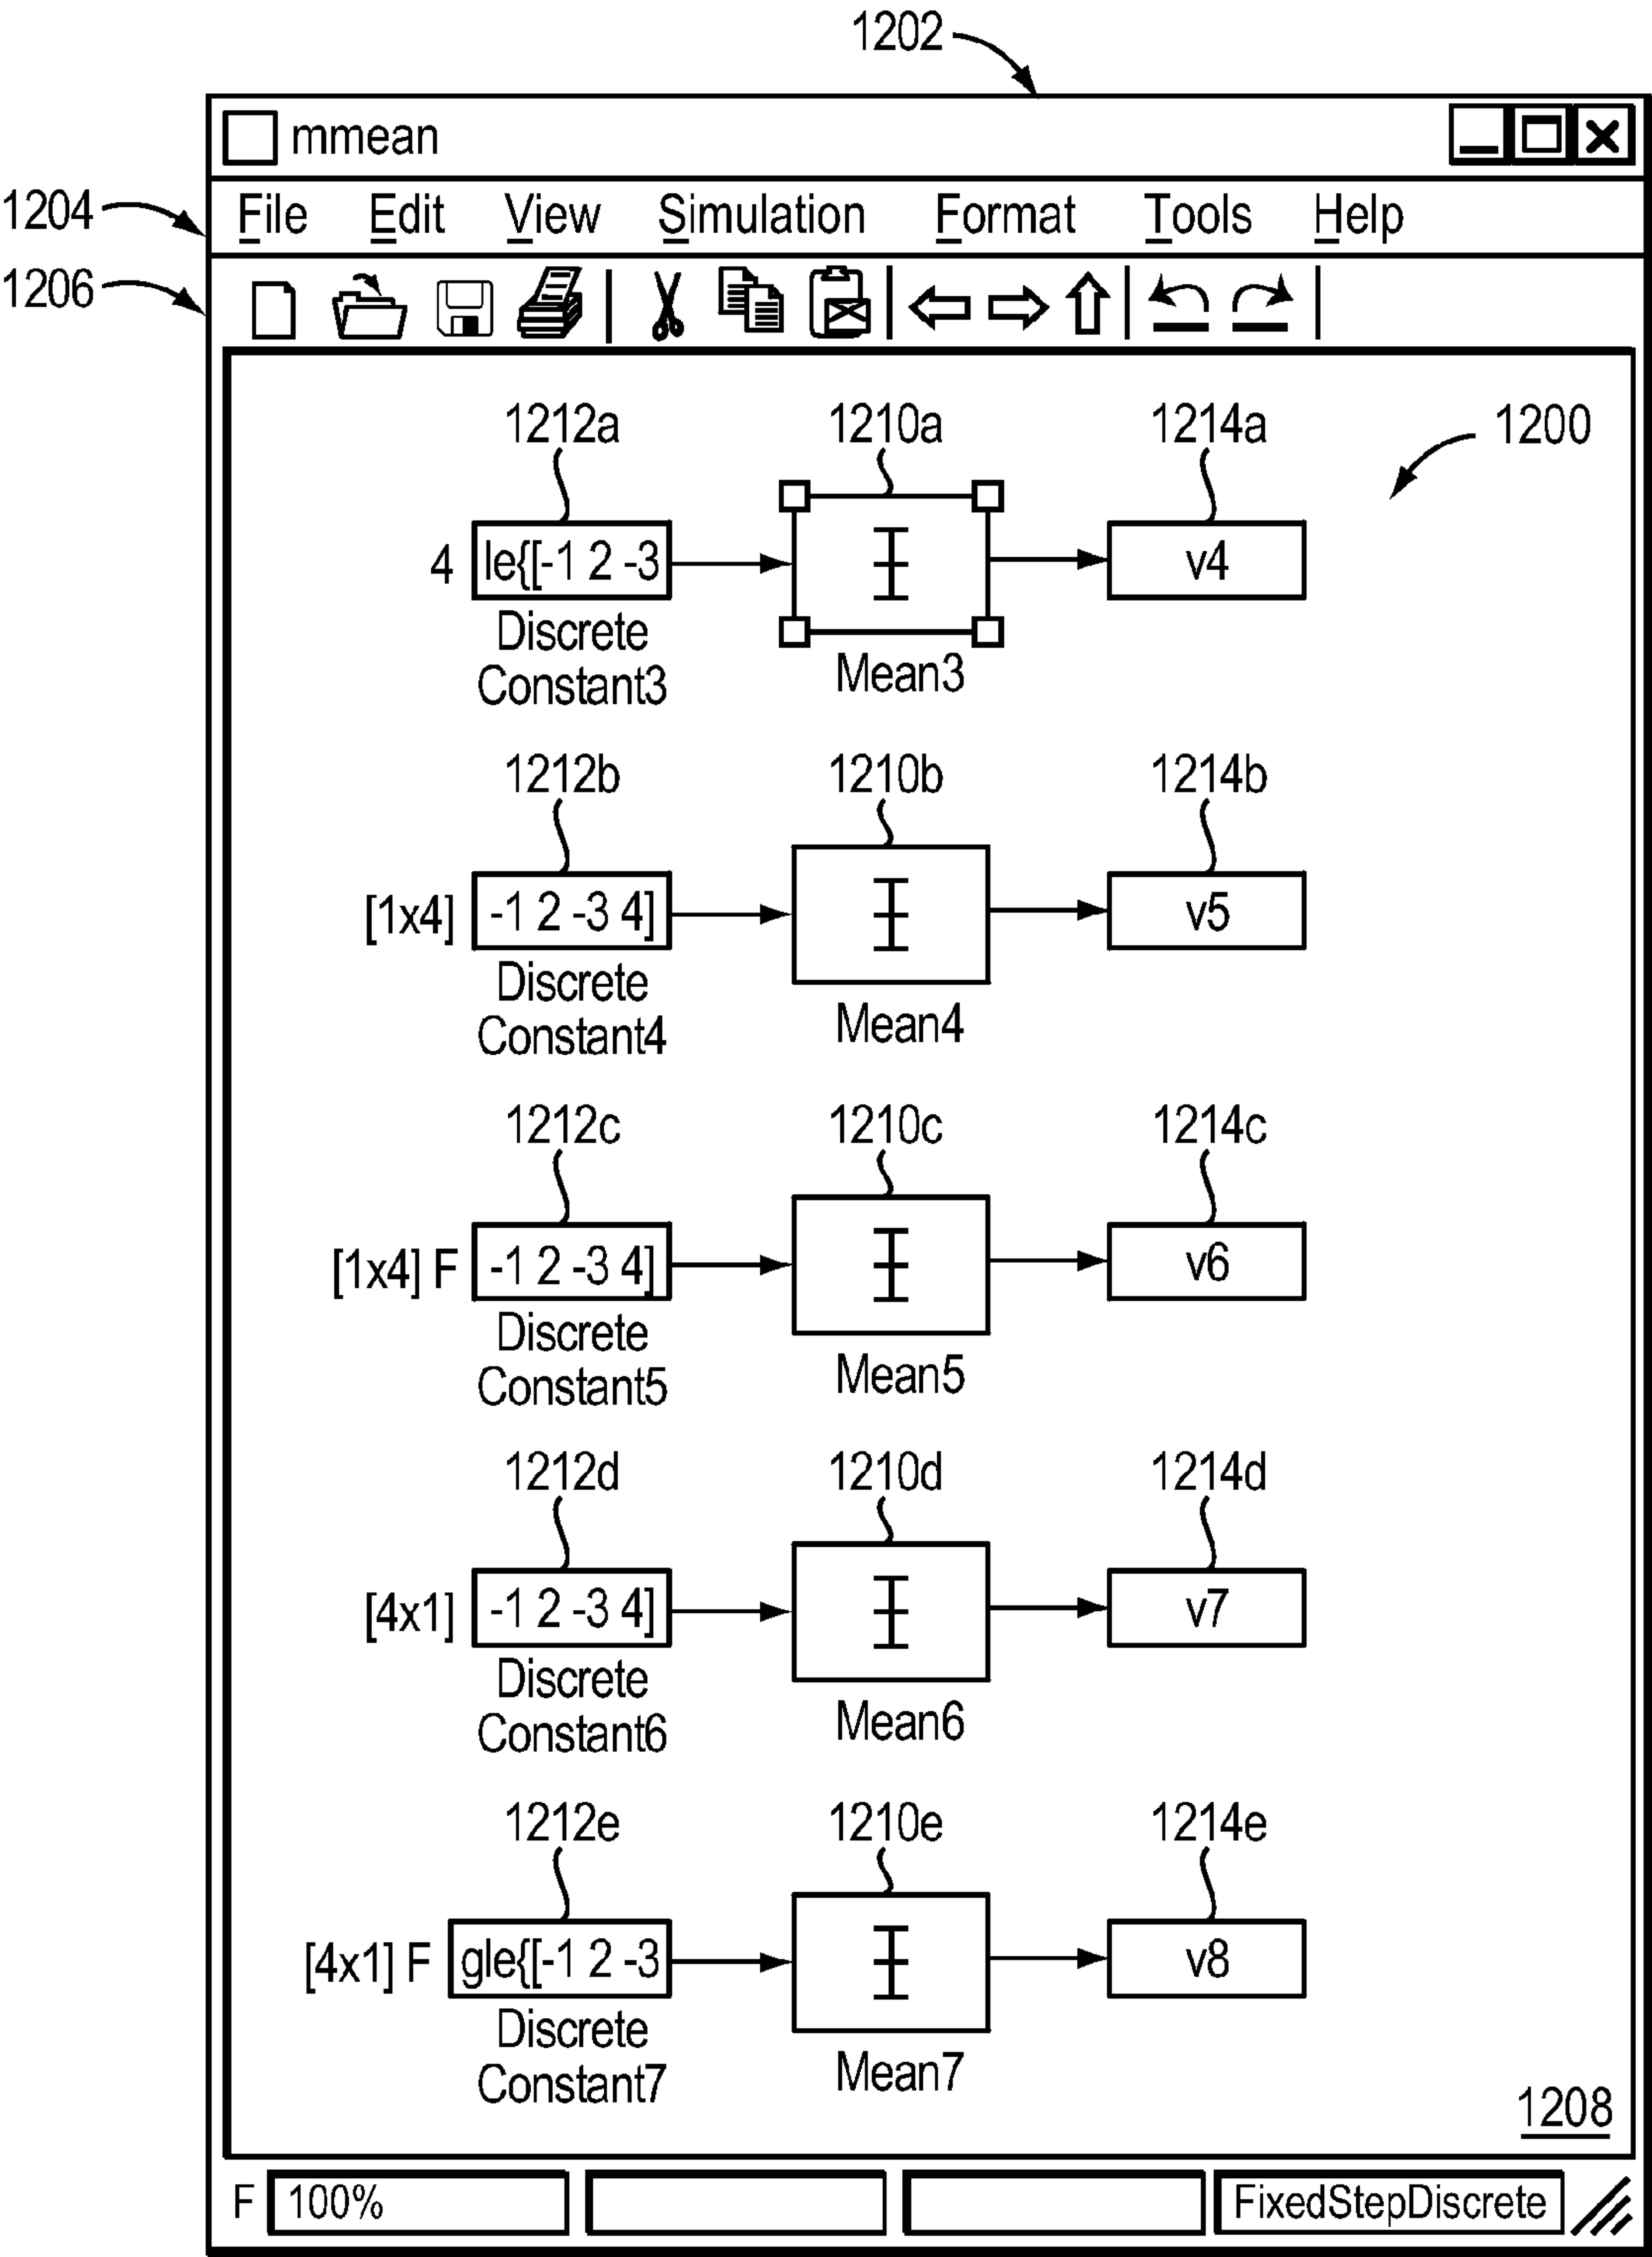 1202
mmean
1204
File Edit View Simulation Format Tools Help
1206
1212a 1210a 1214a 1200
4 le{[-1 2 -3 v4
Discrete
Constant3 Mean3
1212b 1210b 1214b
[1x4] -1 2 -3 4] v5
Discrete
Constant4 Mean4
1212c 1210c 1214c
[1x4] F -1 2 -3 4] v6
Discrete
Constant5 Mean5
1212d 1210d 1214d
[4x1] -1 2 -3 4] v7
Discrete
Constant6 Mean6
1212e 1210e 1214e
[4x1] F gle{[-1 2 -3 v8
Discrete
Constant7 Mean7
1208
F 100% FixedStepDiscrete